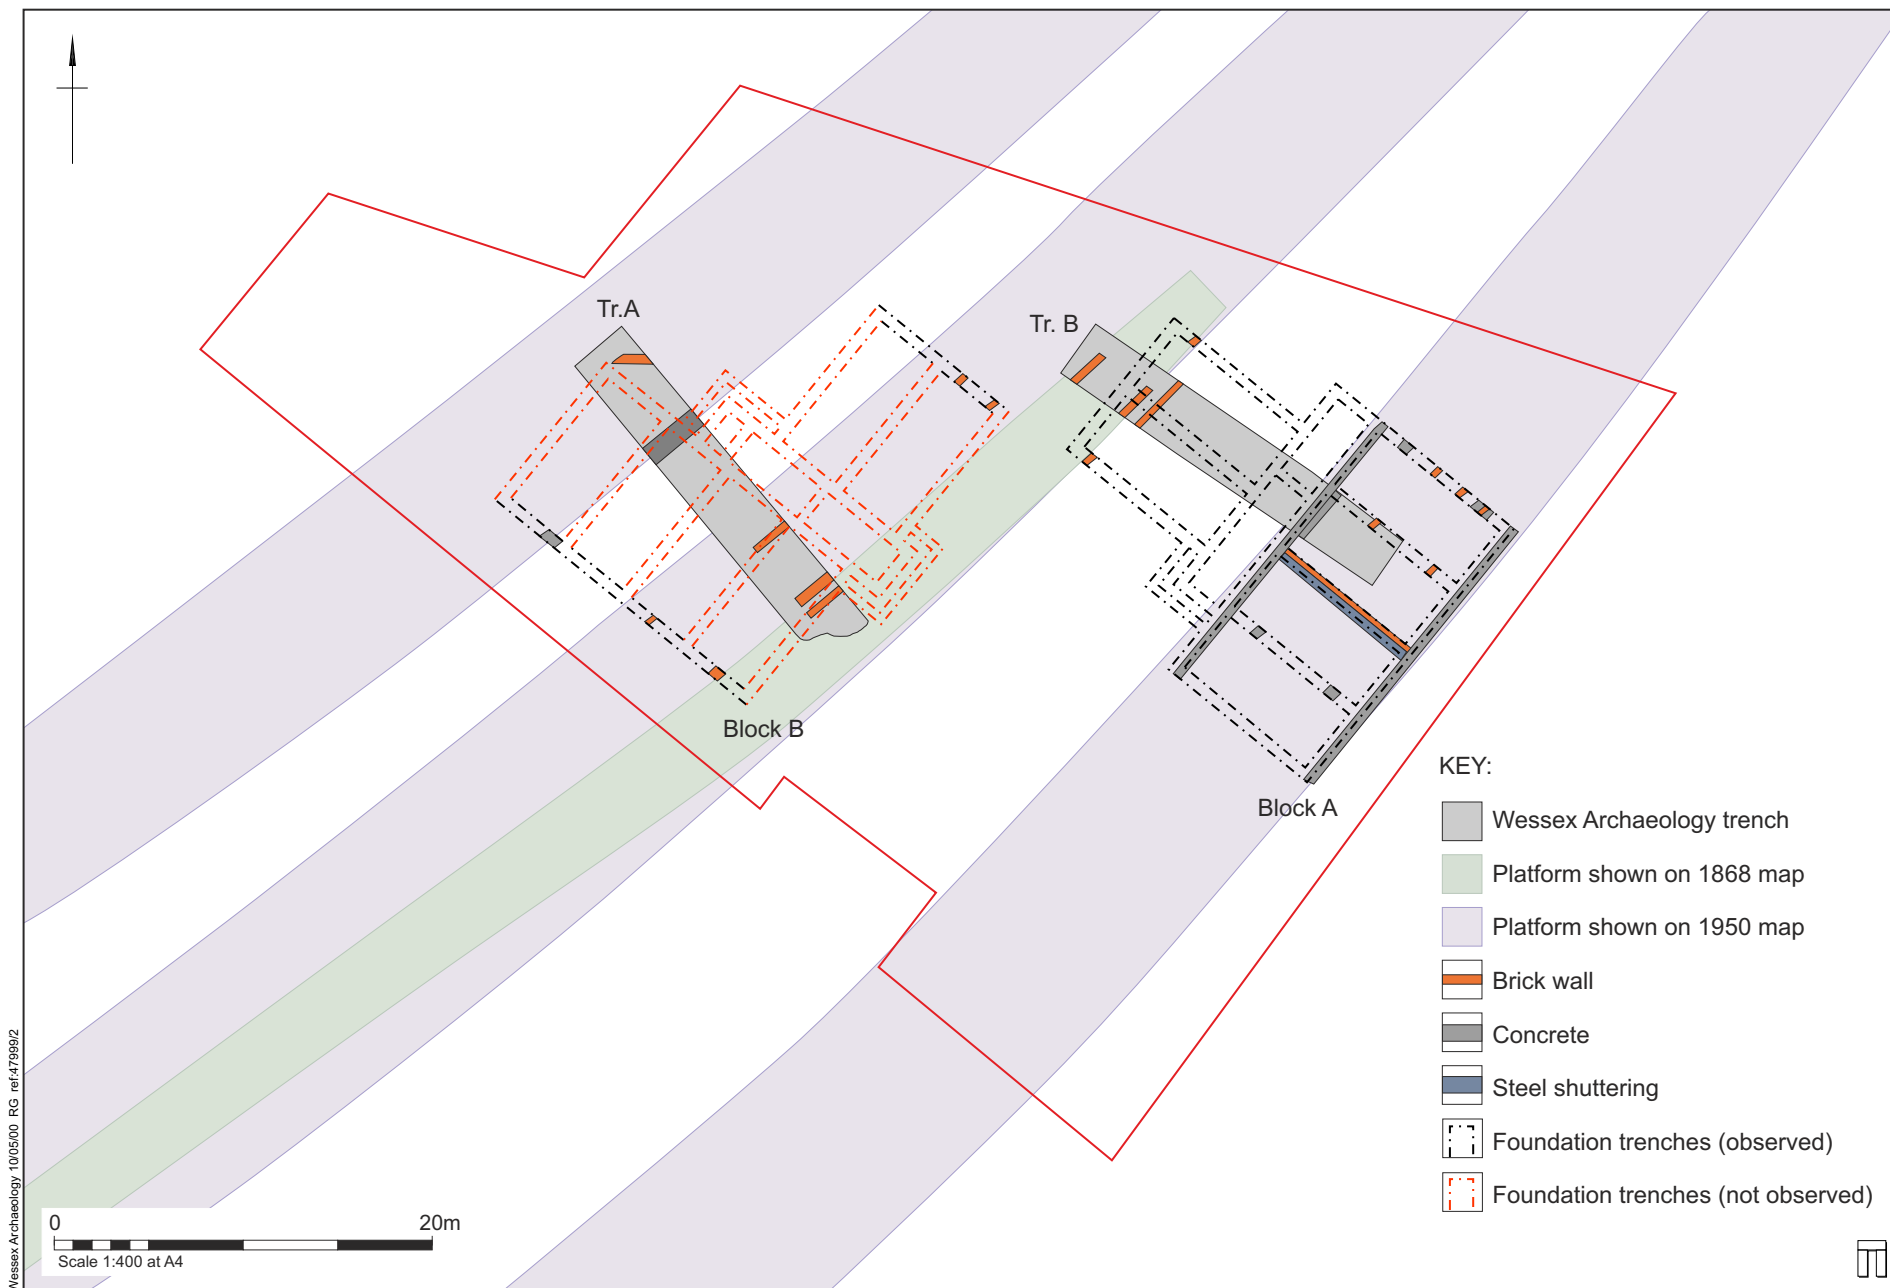 Tr.A
Tr. B
Block B
Block A
KEY:
Wessex Archaeology trench
Platform shown on 1868 map
Platform shown on 1950 map
Brick wall
Concrete
Steel shuttering
Foundation trenches (observed)
Foundation trenches (not observed)
0 20m
Scale 1:400 at A4
Wessex Archaeology 10/05/00 RG ref:47999/2